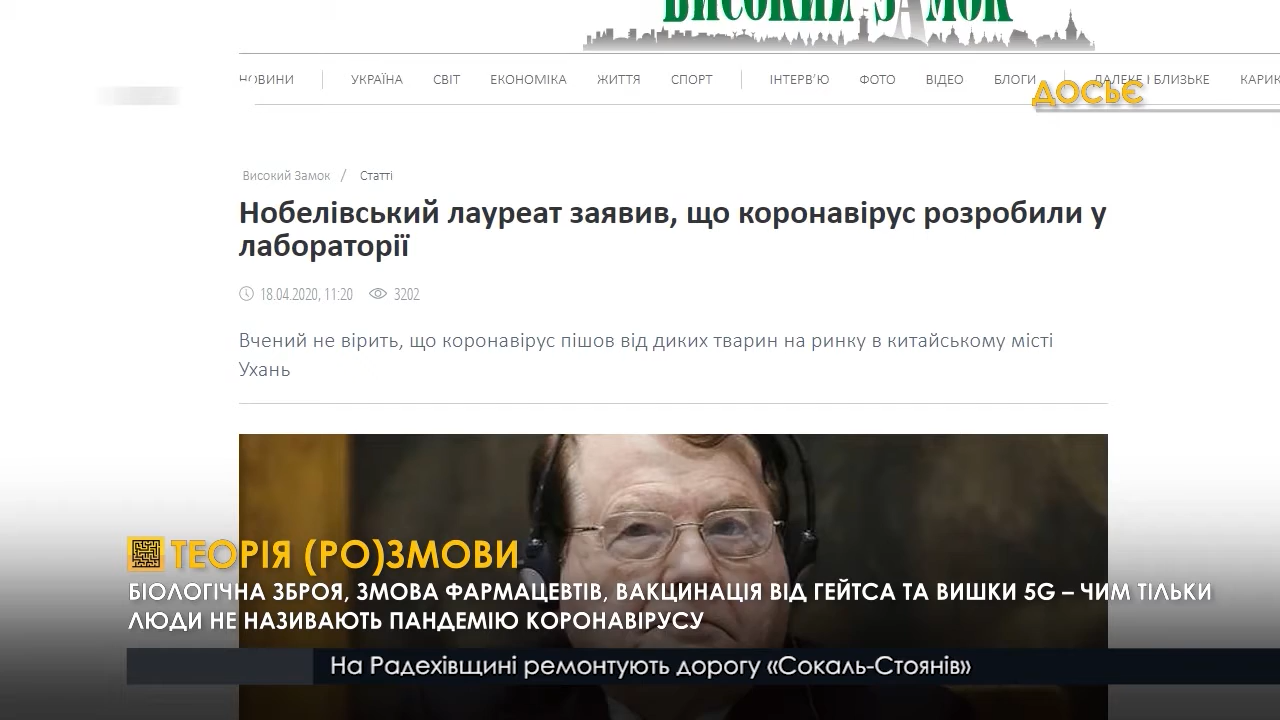 ВИСОКИЙ ЗАМОК
НОВИНИ УКРАЇНА СВІТ ЕКОНОМІКА ЖИТТЯ СПОРТ ІНТЕРВ'Ю ФОТО ВІДЕО БЛОГИ ДАЛЕКЕ І БЛИЗЬКЕ КАРИК
ДОСЬЄ
Високий Замок / Статті
Нобелівський лауреат заявив, що коронавірус розробили у
лабораторії
18.04.2020, 11:20 3202
Вчений не вірить, що коронавірус пішов від диких тварин на ринку в китайському місті
Ухань
ТЕОРІЯ (РО)ЗМОВИ
БІОЛОГІЧНА ЗБРОЯ, ЗМОВА ФАРМАЦЕВТІВ, ВАКЦИНАЦІЯ ВІД ГЕЙТСА ТА ВИШКИ 5G – ЧИМ ТІЛЬКИ
ЛЮДИ НЕ НАЗИВАЮТЬ ПАНДЕМІЮ КОРОНАВІРУСУ
На Радехівщині ремонтують дорогу «Сокаль-Стоянів»